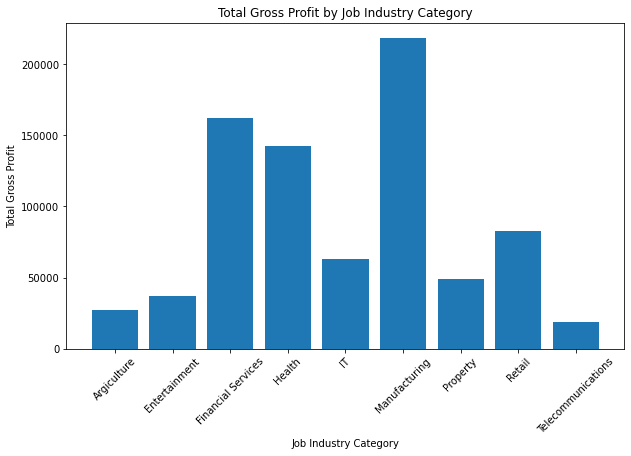 Total Gross Profit by Job Industry Category
Total Gross Profit
200000
150000
100000
50000
0
Argiculture
Entertainment
Financial Services
Health
IT
Manufacturing
Property
Retail
Telecommunications
Job Industry Category